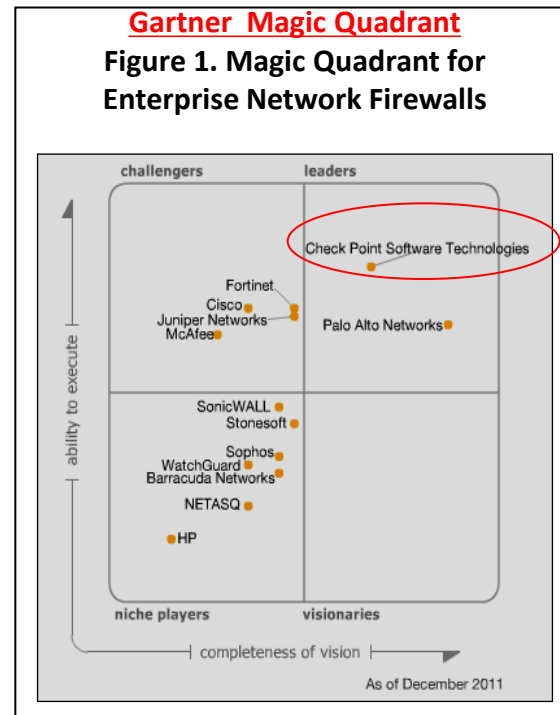 Gartner Magic Quadrant
Figure 1. Magic Quadrant for
Enterprise Network Firewalls
challengers
leaders
Check Point Software Technologies
Fortinet
Cisco
Juniper Networks
McAfee
Palo Alto Networks
ability to execute
SonicWALL
Stonesoft
Sophos
WatchGuard
Barracuda Networks
NETASQ
HP
niche players
visionaries
completeness of vision
As of December 2011